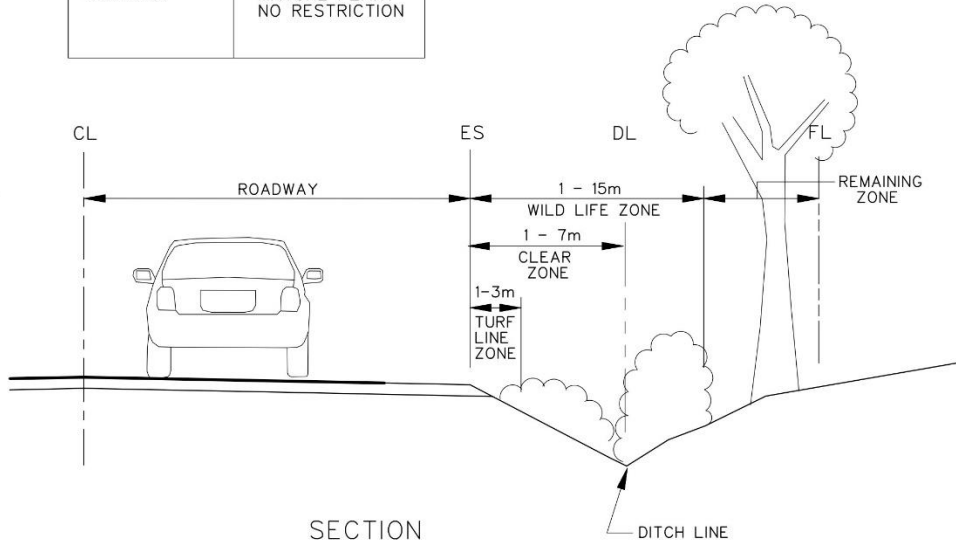 NO RESTRICTION
CL
ES
DL
FL
ROADWAY
1 - 15m
WILD LIFE ZONE
REMAINING
ZONE
1 - 7m
CLEAR
ZONE
1-3m
TURF
LINE
ZONE
SECTION
DITCH LINE